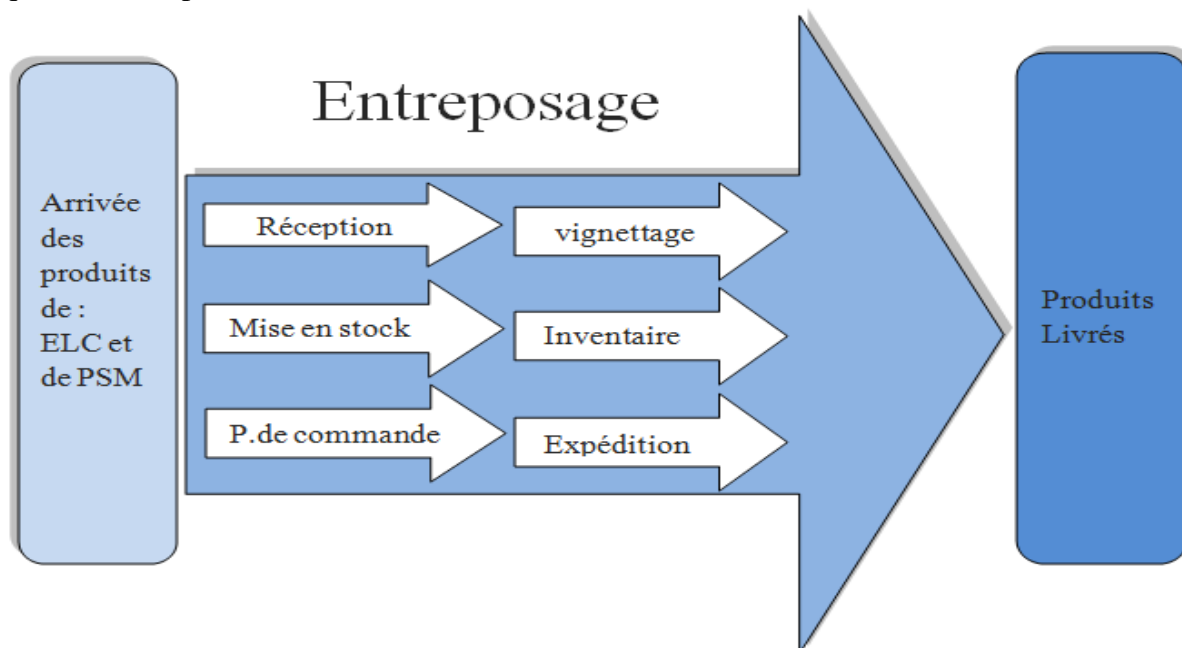 Entreposage
Arrivée
des
produits
de :
ELC et
de PSM
Réception
vignettage
Mise en stock
Inventaire
P.de commande
Expédition
Produits
Livrés